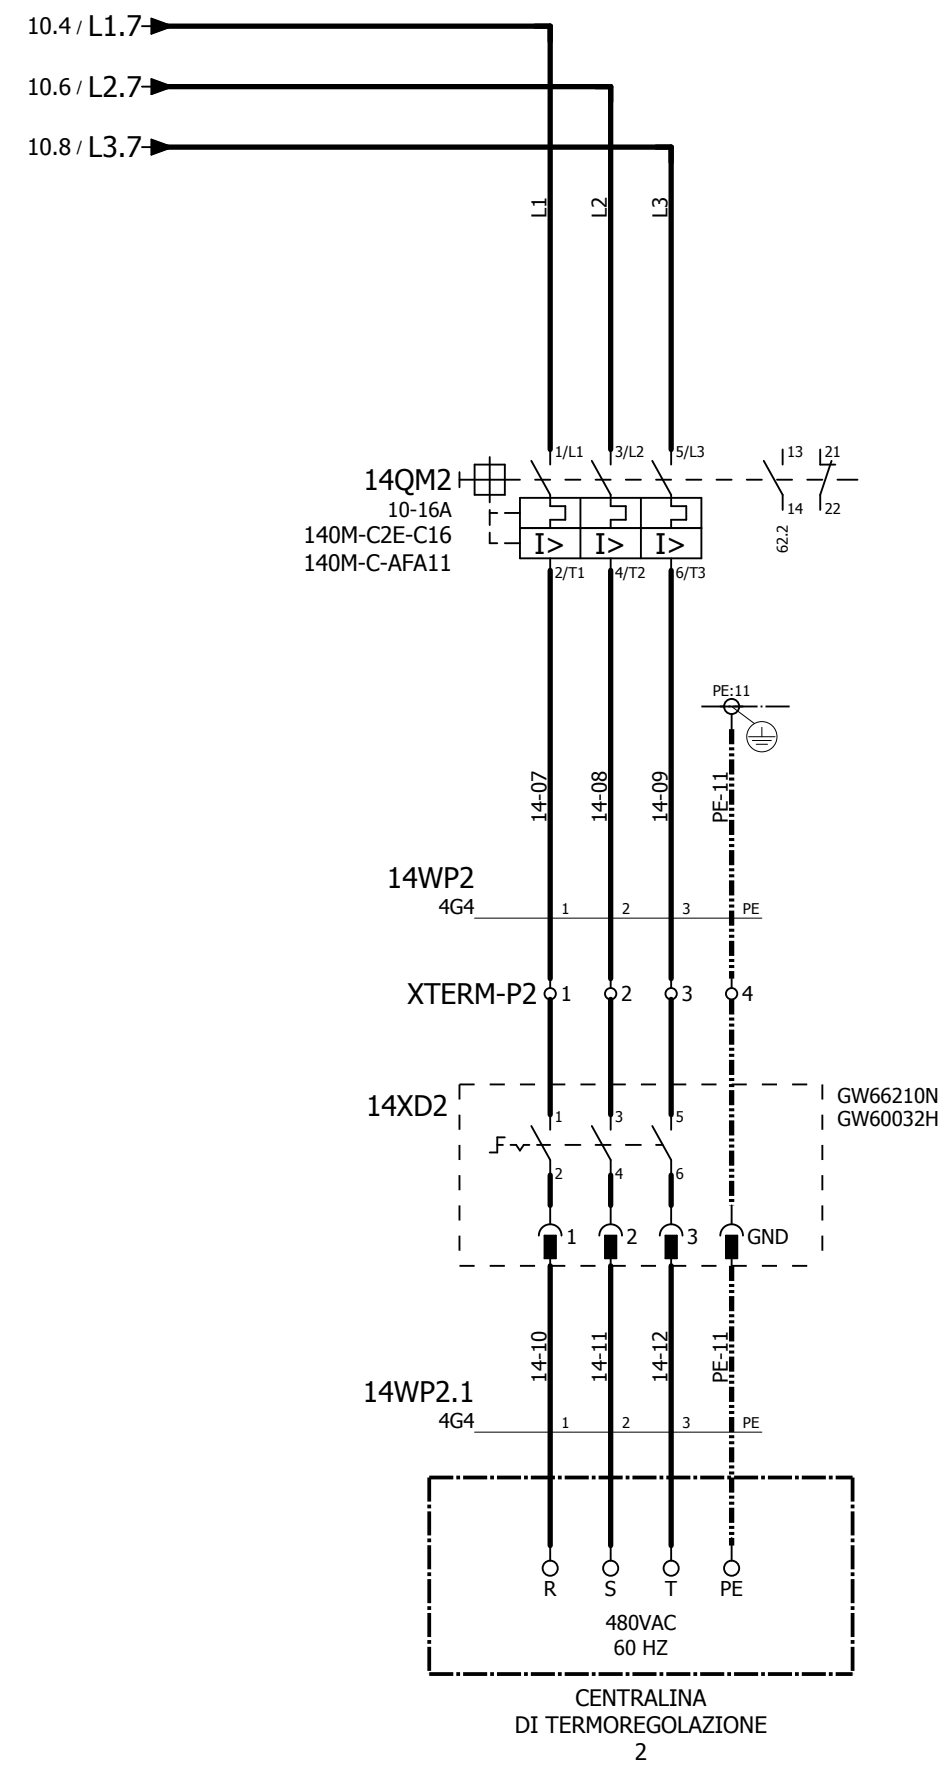 10.4 / L1.7
10.6 / L2.7
10.8 / L3.7
L1 L2 L3
1/L1 3/L2 5/L3 13 21
14QM2
10-16A
14 22
140M-C2E-C16
I> I> I>
62.2
140M-C-AFA11
2/T1 4/T2 6/T3
PE:11
14-07 14-08 14-09 PE-11
14WP2
4G4 1 2 3 PE
XTERM-P2 1 2 3 4
GW66210N
14XD2
1 3 5
GW60032H
2 4 6
1 2 3 GND
14-10 14-11 14-12 PE-11
14WP2.1
4G4 1 2 3 PE
R S T PE
480VAC
60 HZ
CENTRALINA
DI TERMOREGOLAZIONE
2